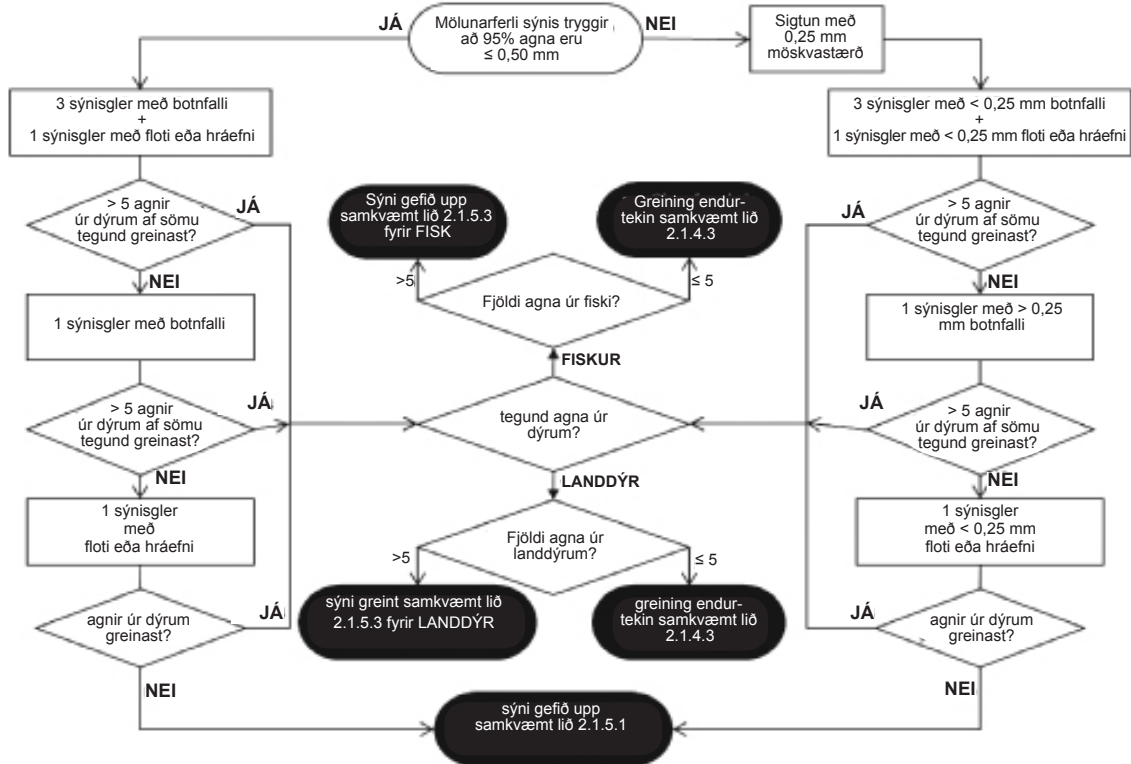 JÁ
Mölunarferli sýnis tryggir
að 95% agna eru
≤ 0,50 mm
NEI
Sigtun með
0,25 mm
möskvastærð
3 sýnisgler með botnfalli
+
1 sýnisgler með floti eða hráefni
3 sýnisgler með < 0,25 mm botnfalli
+
1 sýnisgler með < 0,25 mm floti eða hráefni
> 5 agnir
úr dýrum af sömu
tegund greinast?
JÁ
NEI
Sýni gefið upp
samkvæmt lið 2.1.5.3
fyrir FISK
Greining endur-
tekin samkvæmt lið
2.1.4.3
JÁ
> 5 agnir
úr dýrum af sömu
tegund greinast?
NEI
>5
Fjöldi agna úr fiski?
≤ 5
1 sýnisgler með botnfalli
1 sýnisgler með > 0,25
mm botnfalli
FISKUR
> 5 agnir
úr dýrum af sömu
tegund greinast?
JÁ
NEI
tegund agna úr
dýrum?
JÁ
> 5 agnir
úr dýrum af sömu
tegund greinast?
NEI
LANDDÝR
1 sýnisgler
með
floti eða hráefni
>5
Fjöldi agna úr
landdýrum?
≤ 5
1 sýnisgler
með < 0,25 mm
floti eða hráefni
sýni greint samkvæmt lið
2.1.5.3 fyrir LANDDÝR
greining endur-
tekin samkvæmt lið
2.1.4.3
agnir úr dýrum
greinast?
JÁ
NEI
JÁ
agnir úr dýrum
greinast?
NEI
sýni gefið upp
samkvæmt lið 2.1.5.1